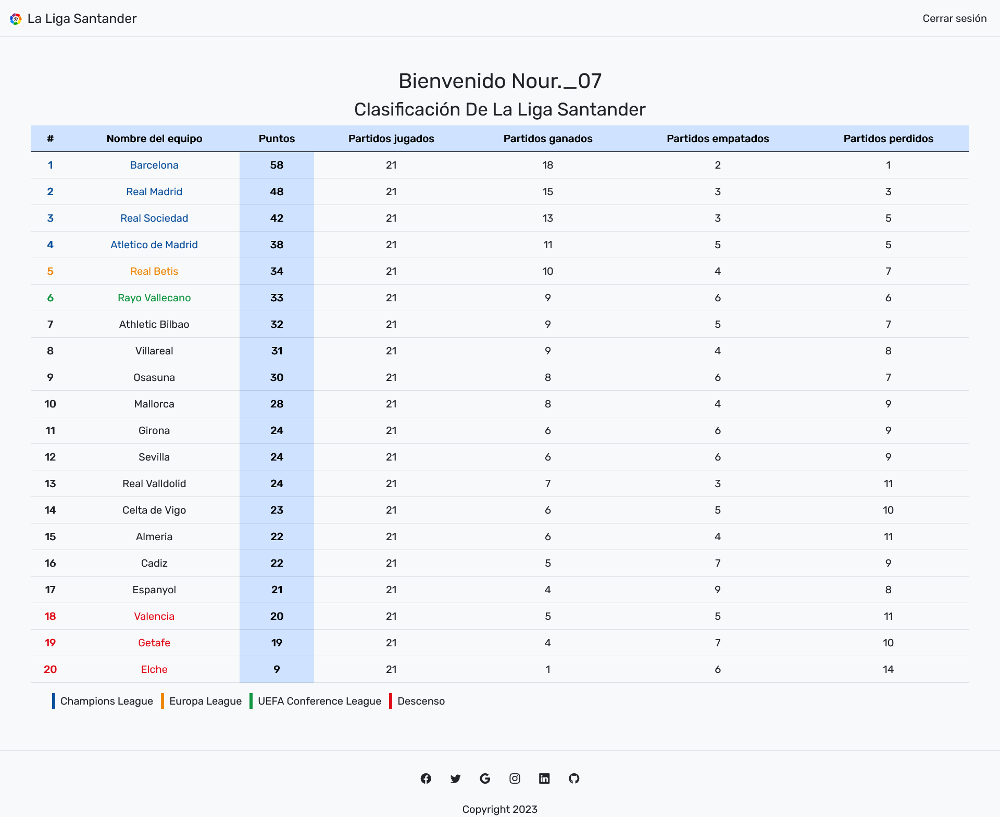 La Liga Santander
Cerrar sesión
Bienvenido Nour._07
Clasificación De La Liga Santander
# Nombre del equipo Puntos Partidos jugados Partidos ganados Partidos empatados Partidos perdidos
1 Barcelona 58 21 18 2 1
2 Real Madrid 48 21 15 3 3
3 Real Sociedad 42 21 13 3 5
4 Atletico de Madrid 38 21 11 5 5
5 Real Betis 34 21 10 4 7
6 Rayo Vallecano 33 21 9 6 6
7 Athletic Bilbao 32 21 9 5 7
8 Villareal 31 21 9 4 8
9 Osasuna 30 21 8 6 7
10 Mallorca 28 21 8 4 9
11 Girona 24 21 6 6 9
12 Sevilla 24 21 6 6 9
13 Real Valldolid 24 21 7 3 11
14 Celta de Vigo 23 21 6 5 10
15 Almeria 22 21 6 4 11
16 Cadiz 22 21 5 7 9
17 Espanyol 21 21 4 9 8
18 Valencia 20 21 5 5 11
19 Getafe 19 21 4 7 10
20 Elche 9 21 1 6 14
Champions League Europa League UEFA Conference League Descenso
Copyright 2023